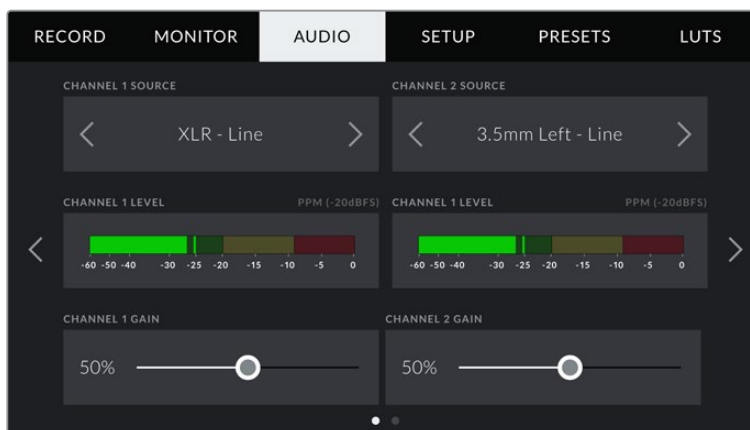 RECORD MONITOR AUDIO SETUP PRESETS LUTS
CHANNEL 1 SOURCE CHANNEL 2 SOURCE
XLR - Line 3.5mm Left - Line
CHANNEL 1 LEVEL PPM (-20dBFS) CHANNEL 1 LEVEL PPM (-20dBFS)
-60 -50 -40 -30 -25 -20 -15 -10 -5 0 -60 -50 -40 -30 -25 -20 -15 -10 -5 0
CHANNEL 1 GAIN CHANNEL 2 GAIN
50% 50%